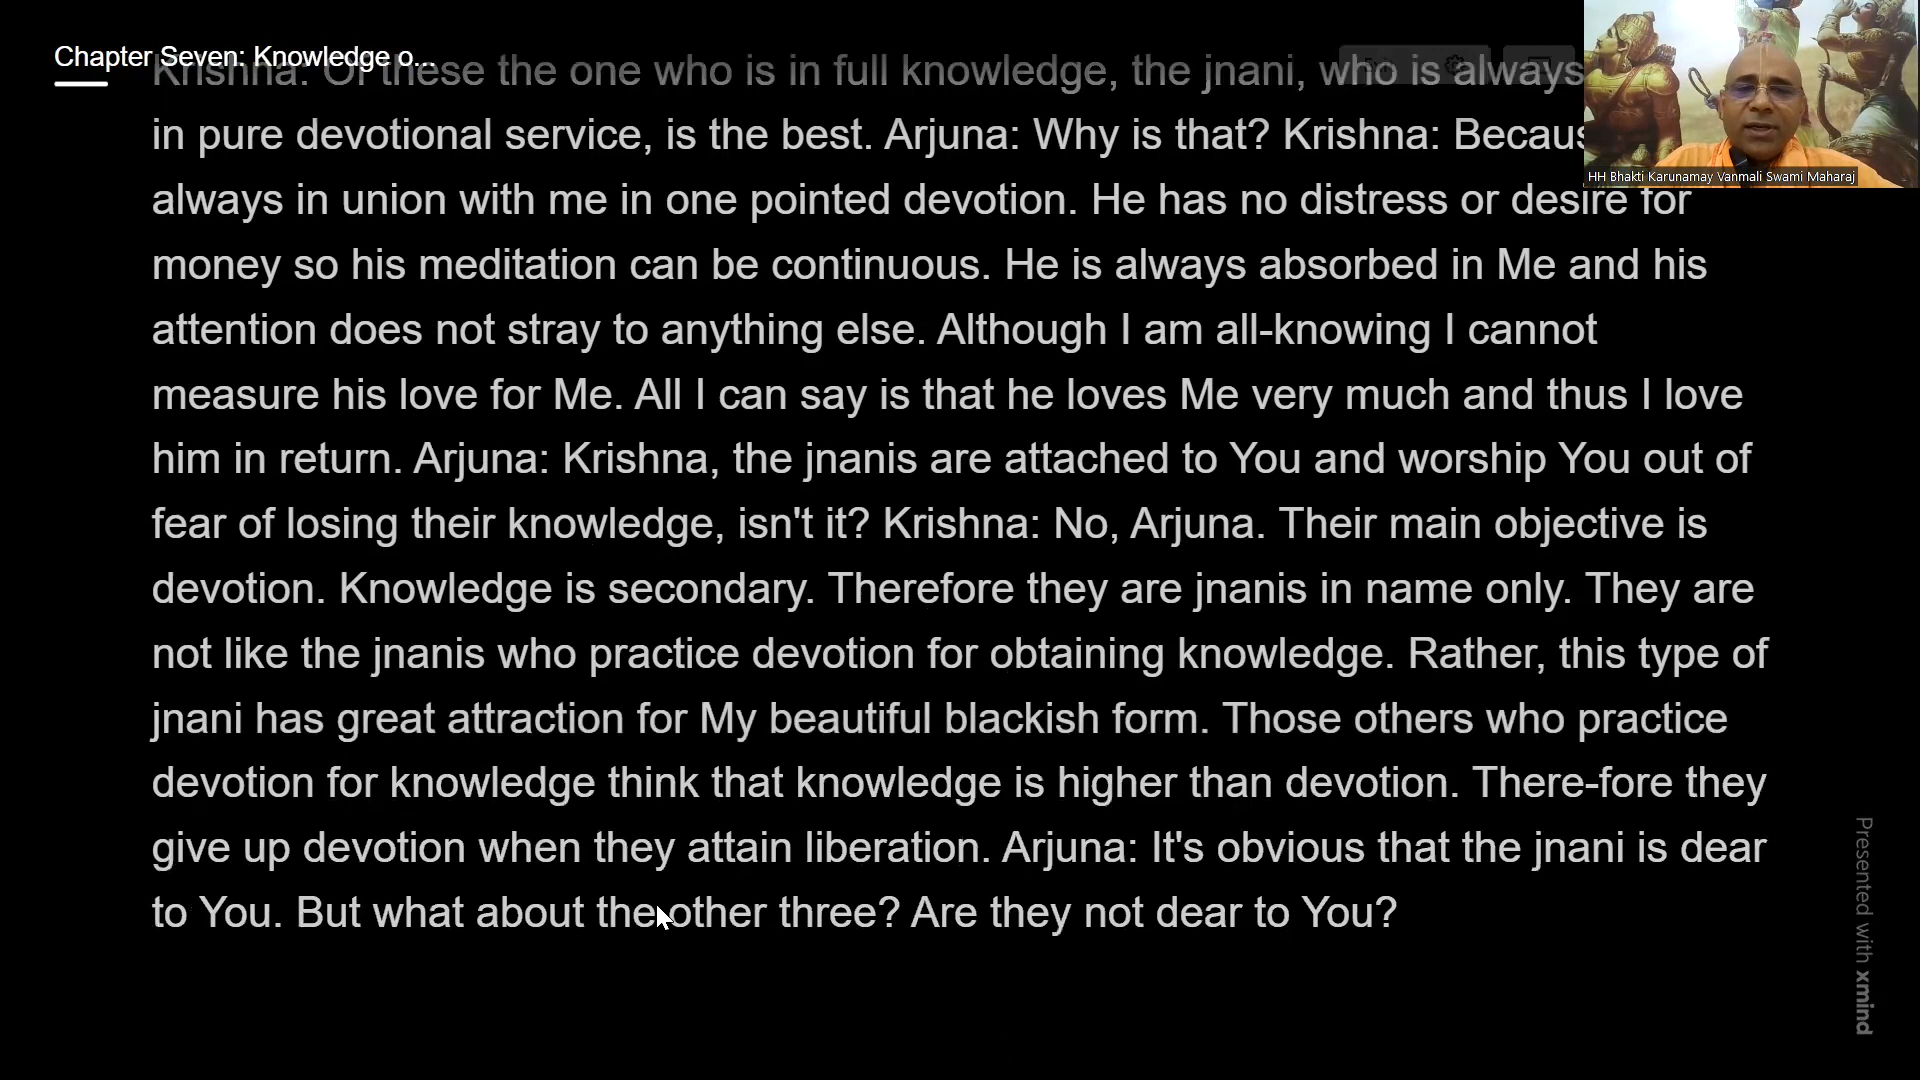 Chapter Seven: Knowledge o...
Krishna: Of these the one who is in full knowledge, the jnani, who is always
in pure devotional service, is the best. Arjuna: Why is that? Krishna: Becaus
always in union with me in one pointed devotion. He has no distress or desire for
money so his meditation can be continuous. He is always absorbed in Me and his
attention does not stray to anything else. Although I am all-knowing I cannot
measure his love for Me. All I can say is that he loves Me very much and thus I love
him in return. Arjuna: Krishna, the jnanis are attached to You and worship You out of
fear of losing their knowledge, isn't it? Krishna: No, Arjuna. Their main objective is
devotion. Knowledge is secondary. Therefore they are jnanis in name only. They are
not like the jnanis who practice devotion for obtaining knowledge. Rather, this type of
jnani has great attraction for My beautiful blackish form. Those others who practice
devotion for knowledge think that knowledge is higher than devotion. There-fore they
give up devotion when they attain liberation. Arjuna: It's obvious that the jnani is dear
to You. But what about the other three? Are they not dear to You?
HH Bhakti Karunamay Vanmali Swami Maharaj
Presented with xmind